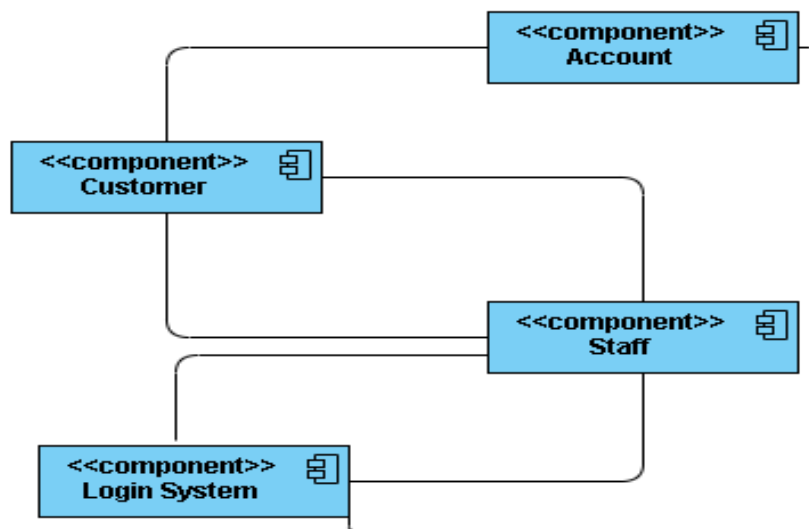 <<component>>
Account
<<component>>
Customer
<<component>>
Staff
<<component>>
Login System